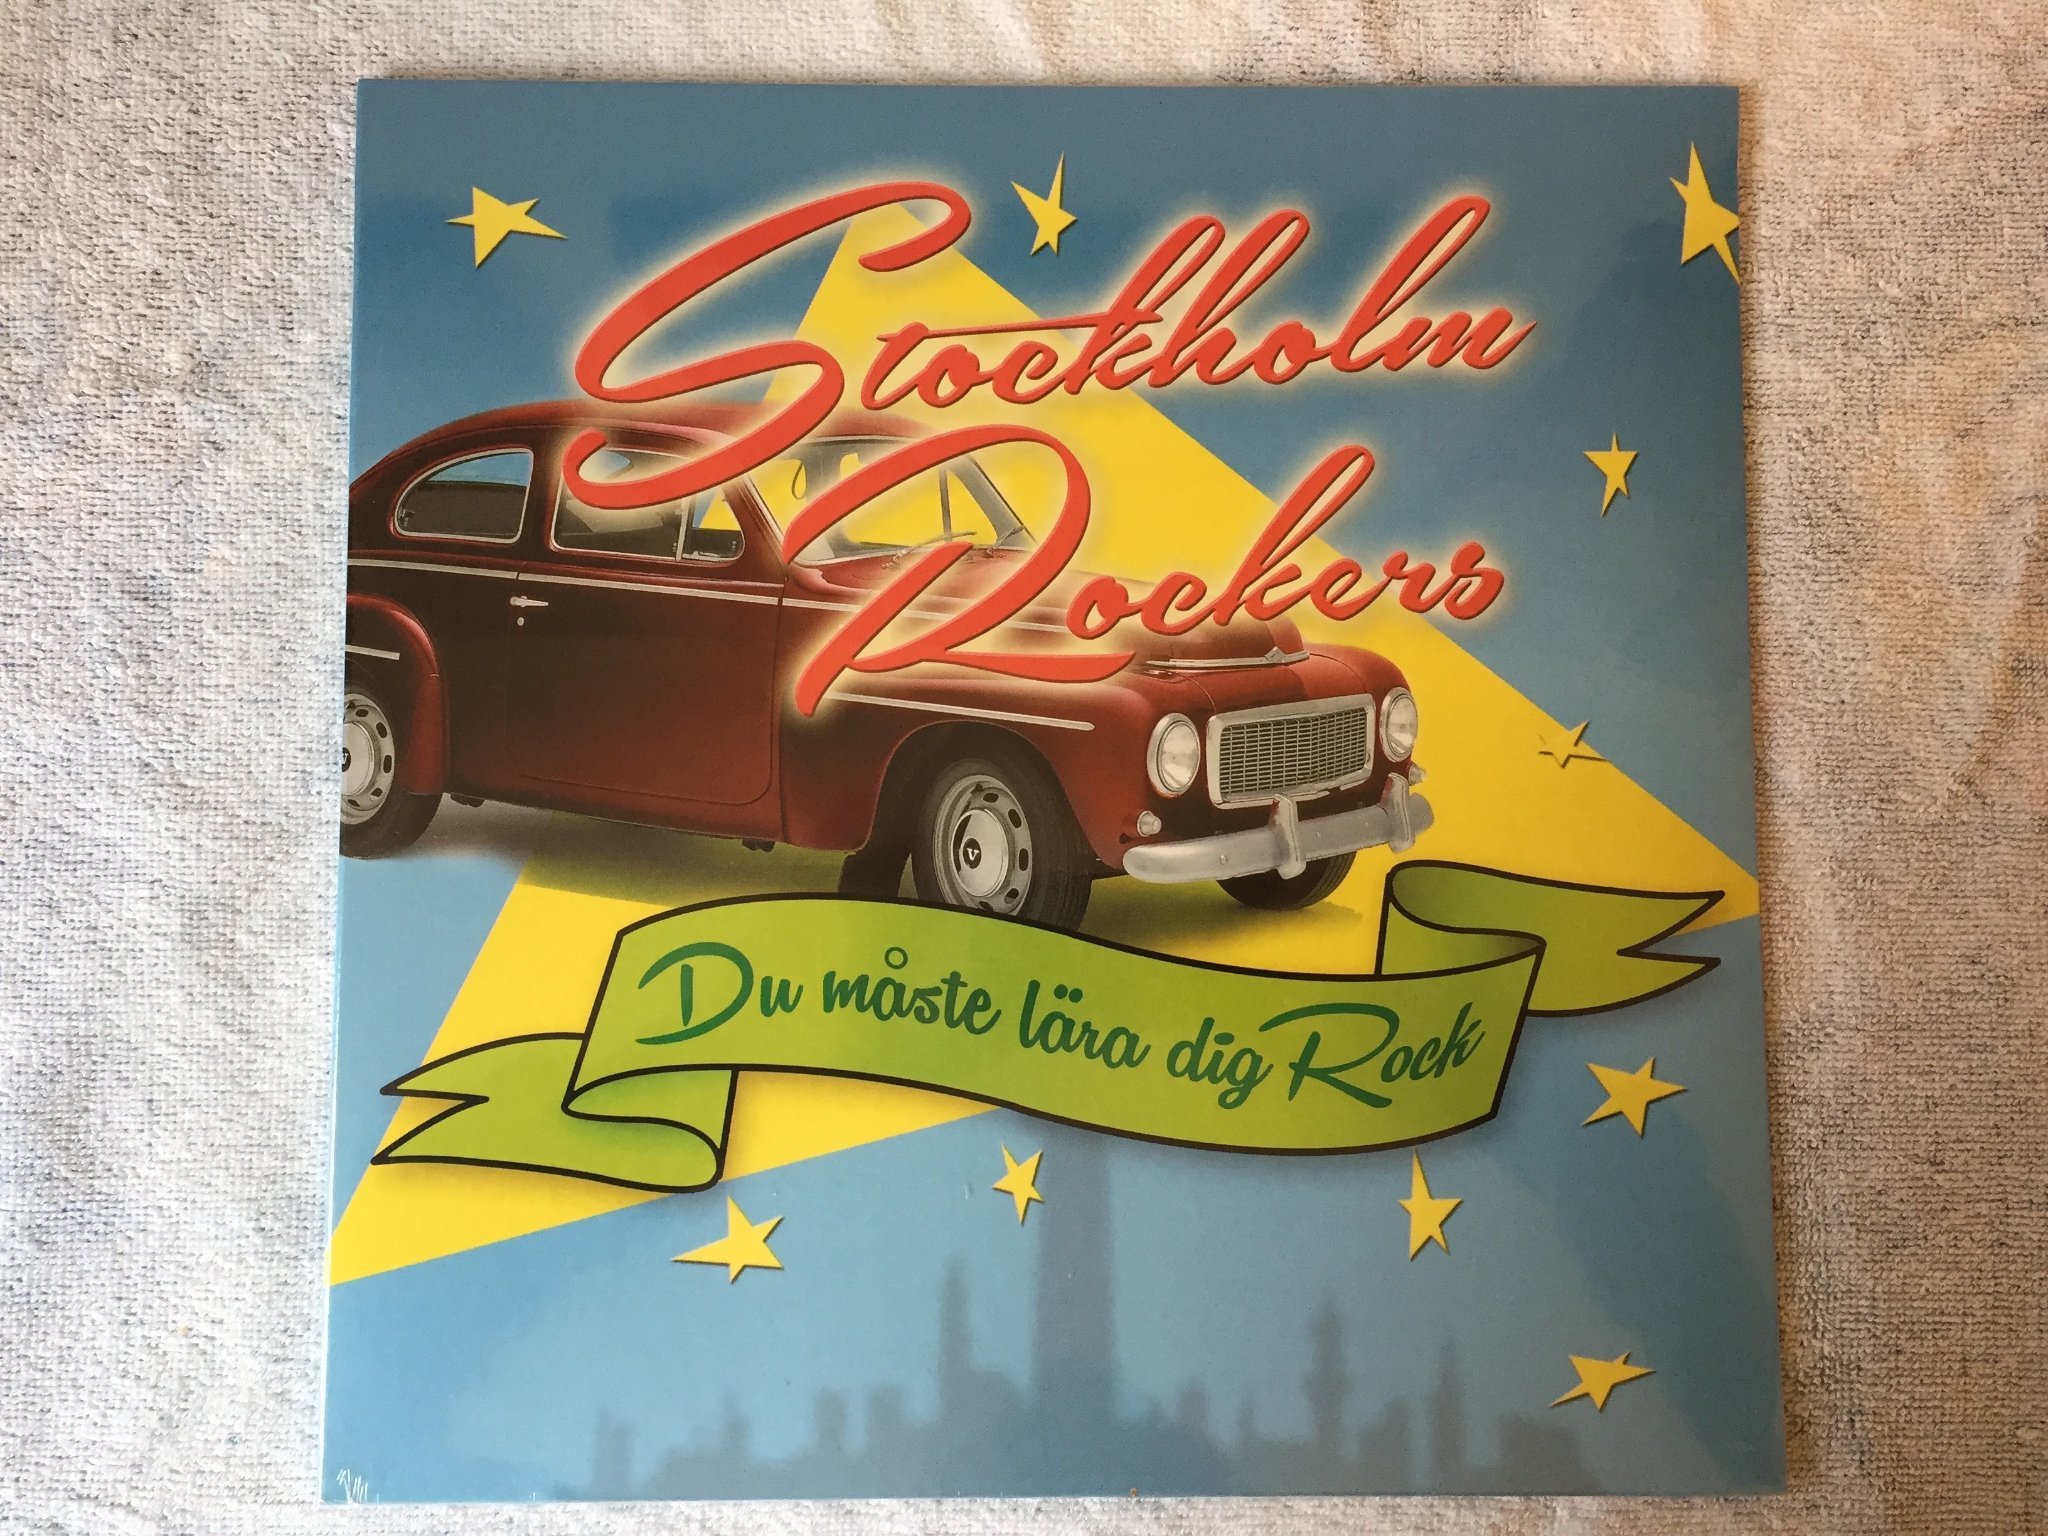 Stockholm
Rockers
V
V
Du måste lära dig Rock